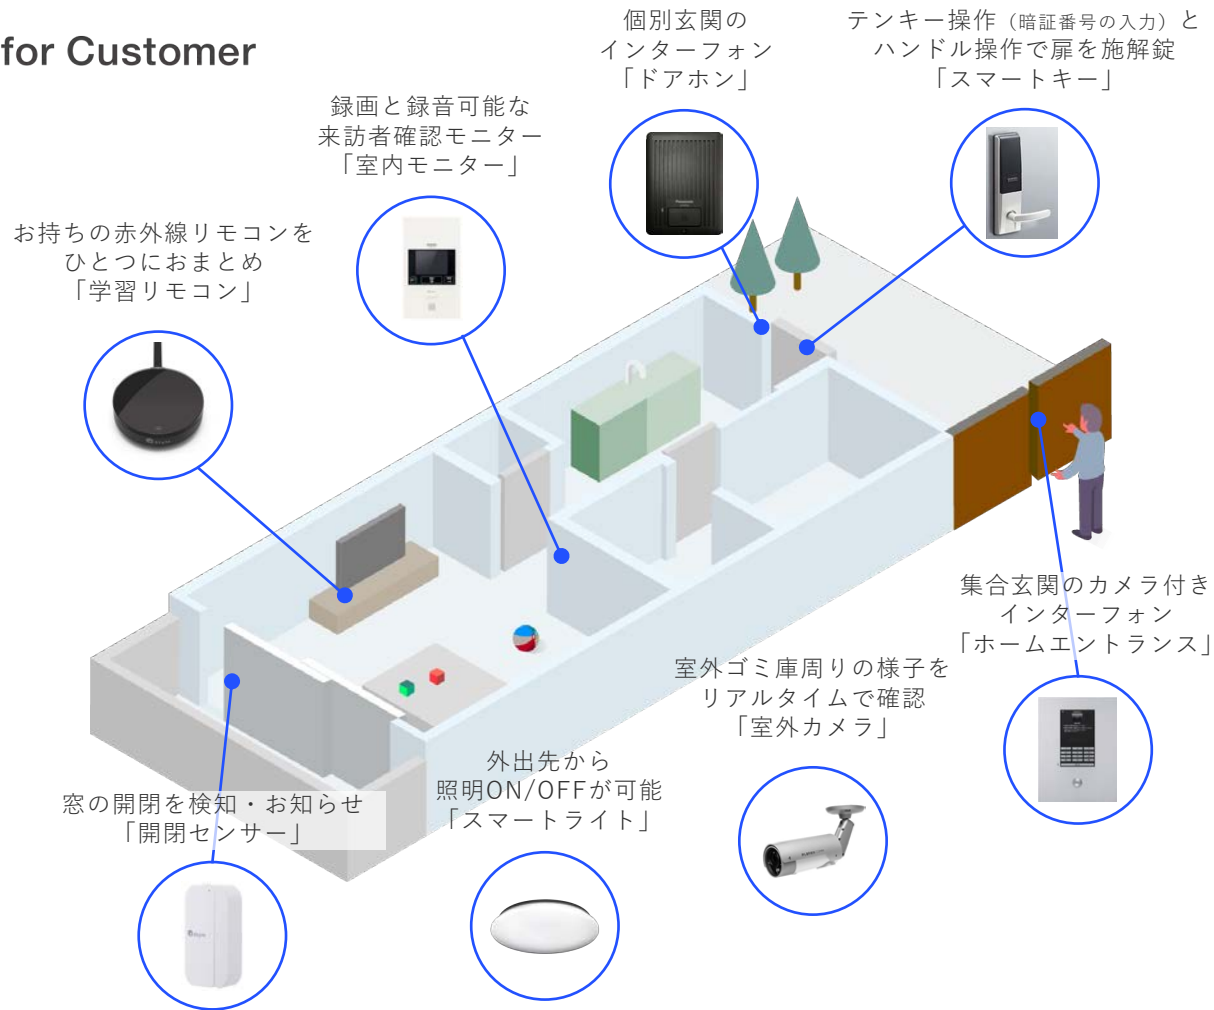 for Customer
個別玄関の
インターフォン
「ドアホン」
テンキー操作（暗証番号の入力）と
ハンドル操作で扉を施解錠
「スマートキー」
録画と録音可能な
来訪者確認モニター
「室内モニター」
お持ちの赤外線リモコンを
ひとつにおまとめ
「学習リモコン」
集合玄関のカメラ付き
インターフォン
「ホームエントランス」
室外ゴミ庫周りの様子を
リアルタイムで確認
「室外カメラ」
外出先から
照明ON/OFFが可能
「スマートライト」
窓の開閉を検知・お知らせ
「開閉センサー」
Panasonic